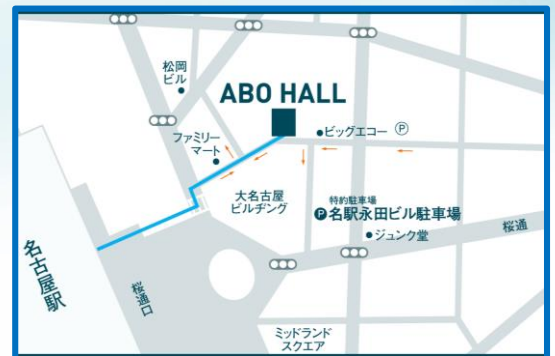 松岡
ビル
ABO HALL
ファミリー
マート
ビッグエコー
P
大名古屋
ビルヂング
特約駐車場
P名駅永田ビル駐車場
ジュンク堂
桜通
名古屋駅
桜通口
ミッドランド
スクエア